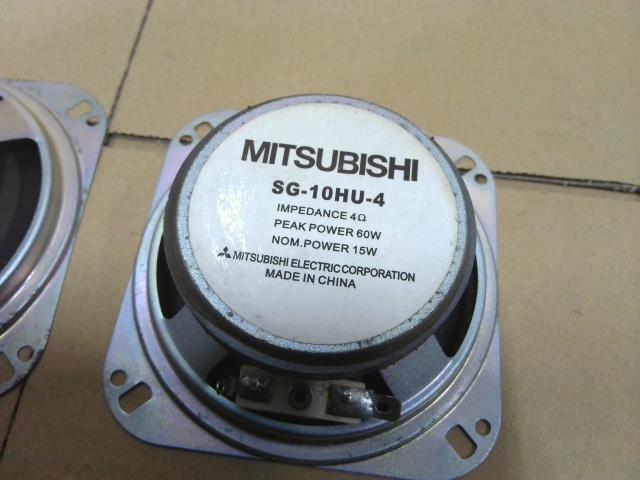 MITSUBISHI
SG-10HU-4
IMPEDANCE 4Ω
PEAK POWER 60W
NOM.POWER 15W
MITSUBISHI ELECTRIC CORPORATION
MADE IN CHINA